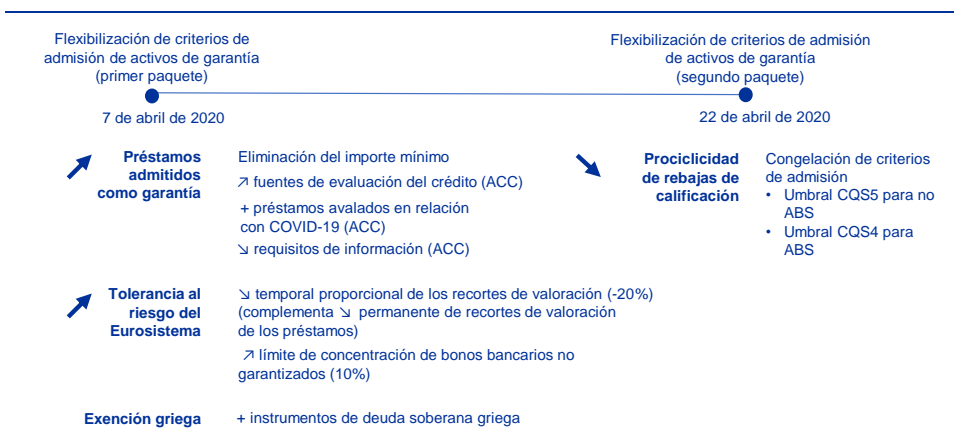 Flexibilización de criterios de
admisión de activos de garantía
(primer paquete)
7 de abril de 2020
Flexibilización de criterios de admisión
de activos de garantía
(segundo paquete)
22 de abril de 2020
Préstamos
admitidos
como garantía
Eliminación del importe mínimo
↗ fuentes de evaluación del crédito (ACC)
+ préstamos avalados en relación
con COVID-19 (ACC)
↘ requisitos de información (ACC)
Prociclicidad
de rebajas de
calificación
Congelación de criterios
de admisión
• Umbral CQS5 para no
ABS
• Umbral CQS4 para
ABS
Tolerancia al
riesgo del
Eurosistema
↘ temporal proporcional de los recortes de valoración (-20%)
(complementa ↘ permanente de recortes de valoración
de los préstamos)
↗ límite de concentración de bonos bancarios no
garantizados (10%)
Exención griega
+ instrumentos de deuda soberana griega